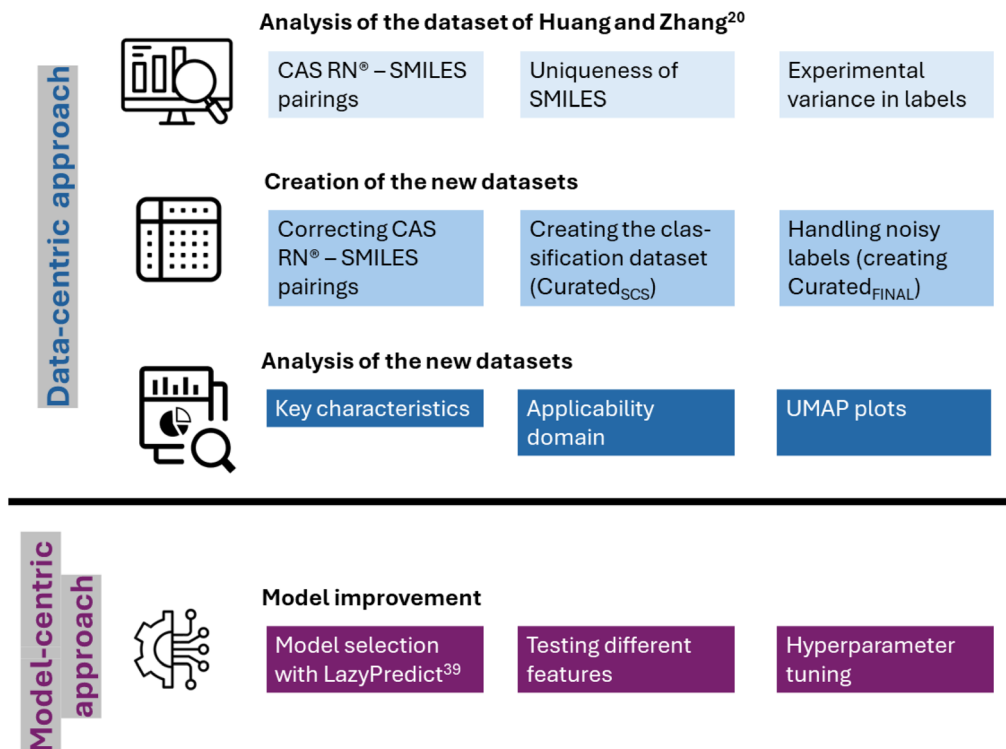 Data-centric approach
Analysis of the dataset of Huang and Zhang²⁰
CAS RN® – SMILES
pairings
Uniqueness of
SMILES
Experimental
variance in labels
Creation of the new datasets
Correcting CAS
RN® – SMILES
pairings
Creating the clas-
sification dataset
(Curated_SCS)
Handling noisy
labels (creating
Curated_FINAL)
Analysis of the new datasets
Key characteristics
Applicability
domain
UMAP plots
Model-centric
approach
Model improvement
Model selection
with LazyPredict³⁹
Testing different
features
Hyperparameter
tuning